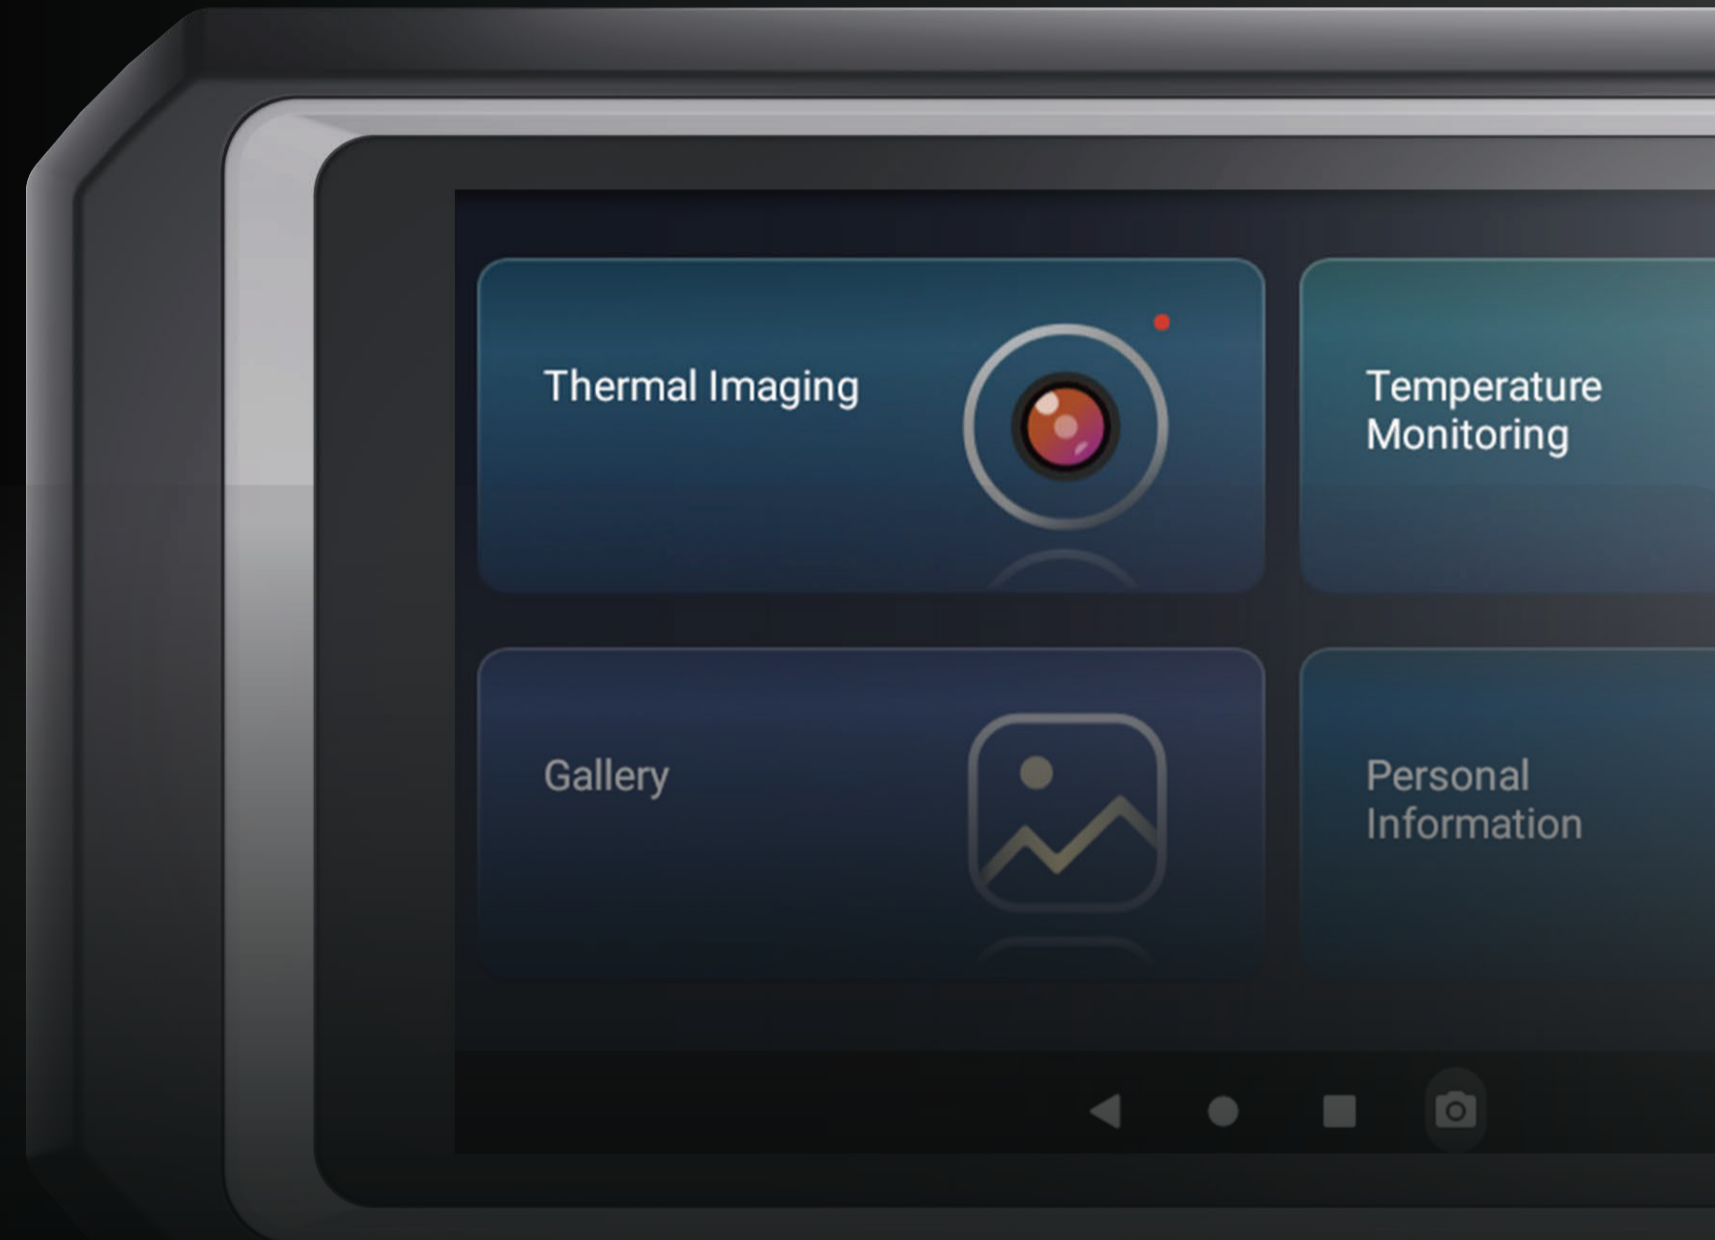 Thermal Imaging
Temperature
Monitoring
Gallery
Personal
Information